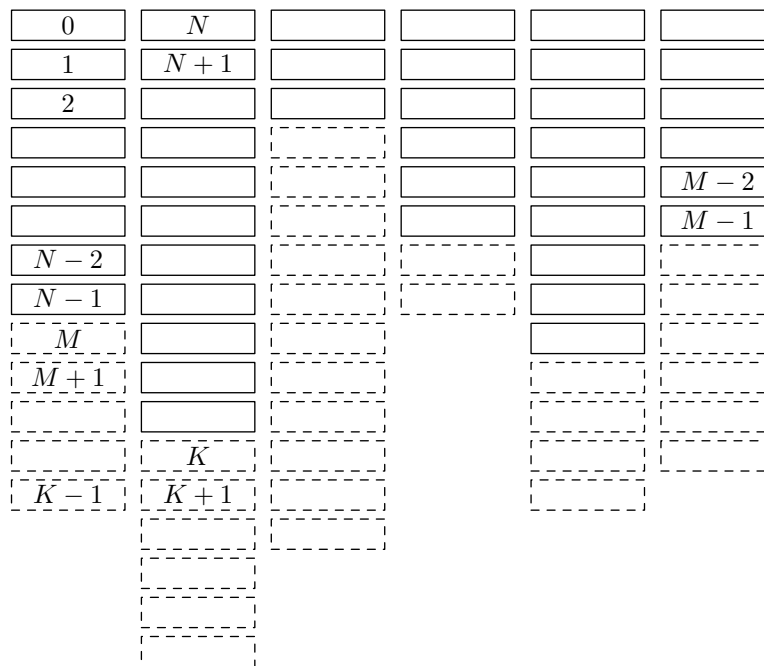 0 N
1 N + 1
2
M − 2
M − 1
N − 2
N − 1
M
M + 1
K
K − 1 K + 1